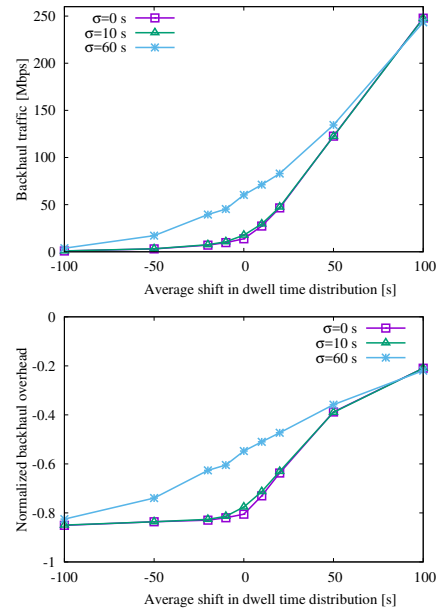 Backhaul traffic [Mbps]
250
200
150
100
50
0
σ=0 s
σ=10 s
σ=60 s
-100 -50 0 50 100
Average shift in dwell time distribution [s]
Normalized backhaul overhead
0
-0.2
-0.4
-0.6
-0.8
-1
σ=0 s
σ=10 s
σ=60 s
-100 -50 0 50 100
Average shift in dwell time distribution [s]